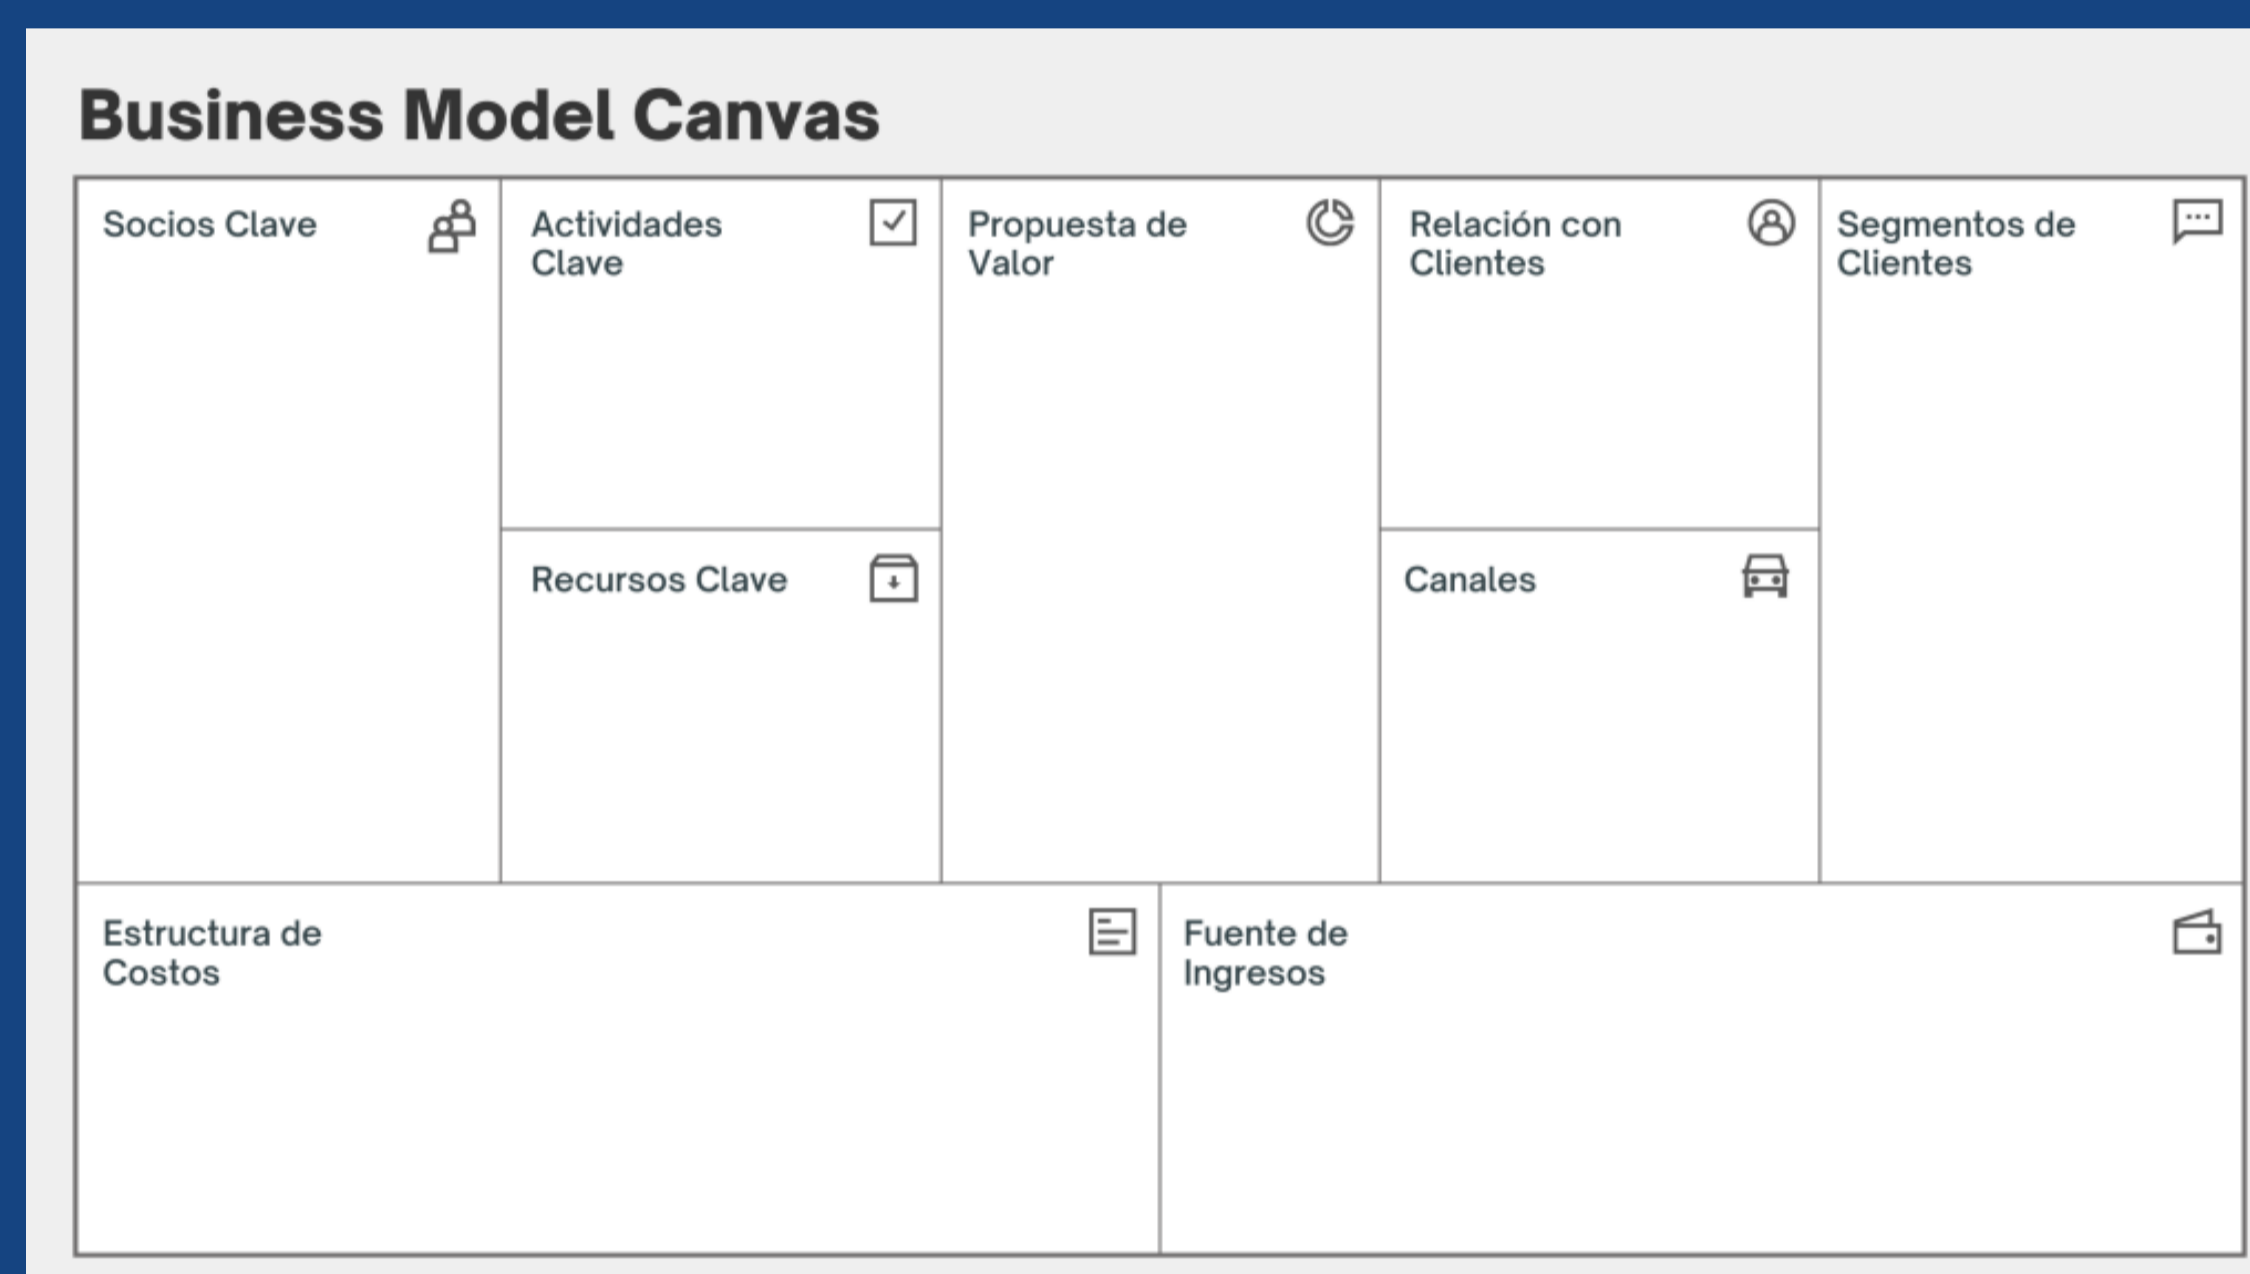 Business Model Canvas
Socios Clave
Actividades
Clave
Recursos Clave
Propuesta de
Valor
Relación con
Clientes
Canales
Segmentos de
Clientes
Estructura de
Costos
Fuente de
Ingresos